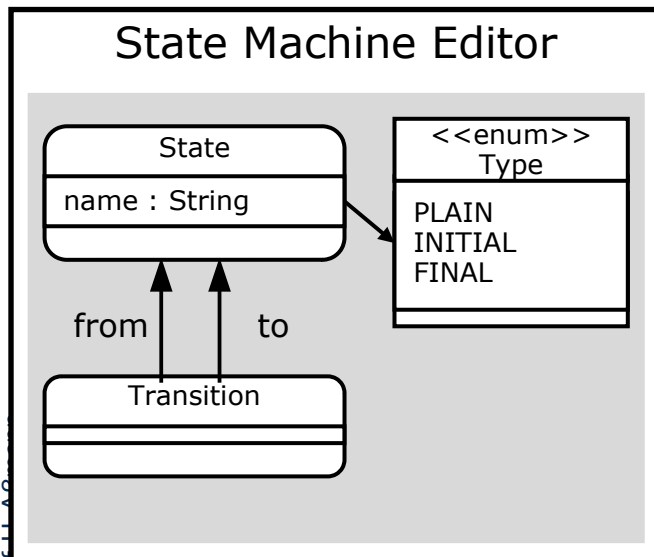 State Machine Editor
State
name : String
<<enum>>
Type
PLAIN
INITIAL
FINAL
from
to
Transition